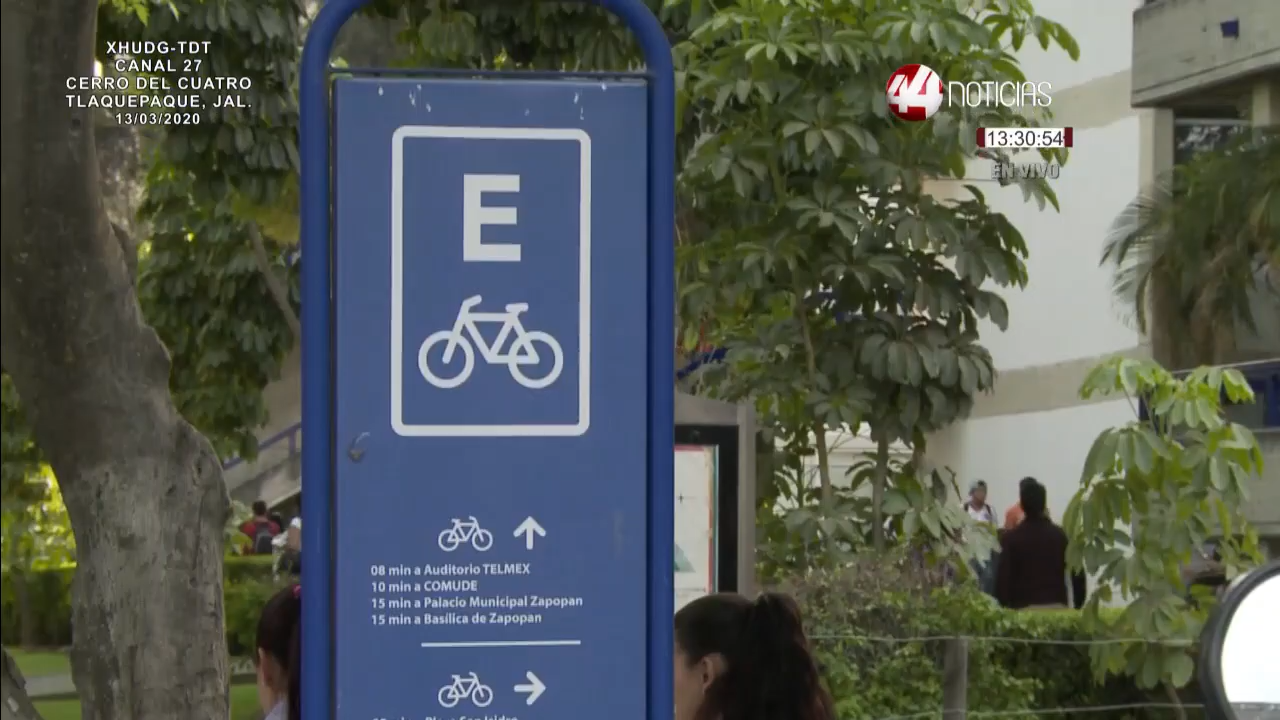 XHUDG-TDT
CANAL 27
CERRO DEL CUATRO
TLAQUEPAQUE, JAL.
13/03/2020
44 NOTICIAS
13:30:54
EN VIVO
E
08 min a Auditorio TELMEX
10 min a COMUDE
15 min a Palacio Municipal Zapopan
15 min a Basílica de Zapopan